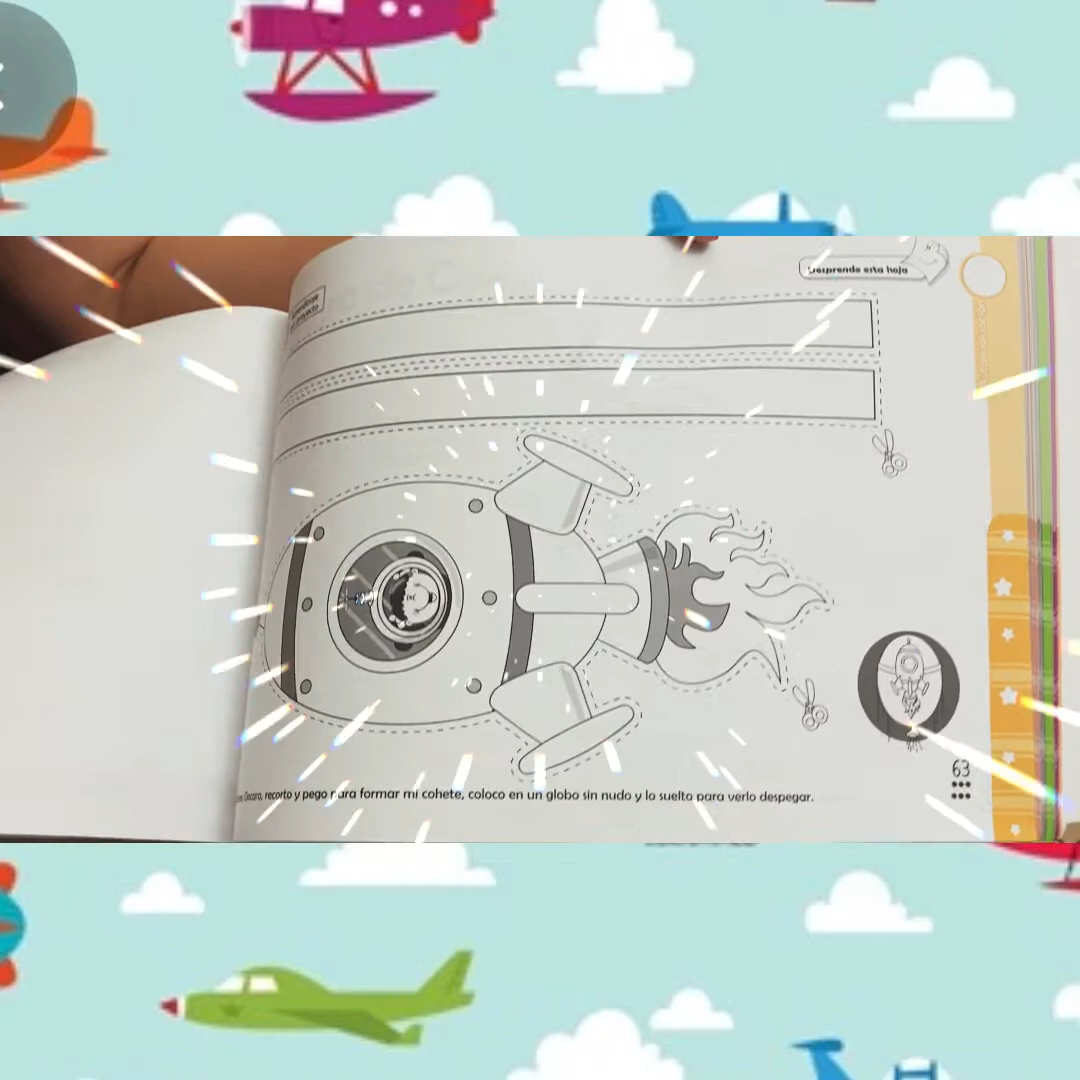 Desprende esta hoja
Decoro, recorto y pego para formar mi cohete, coloco en un globo sin nudo y lo suelto para verlo despegar.
63